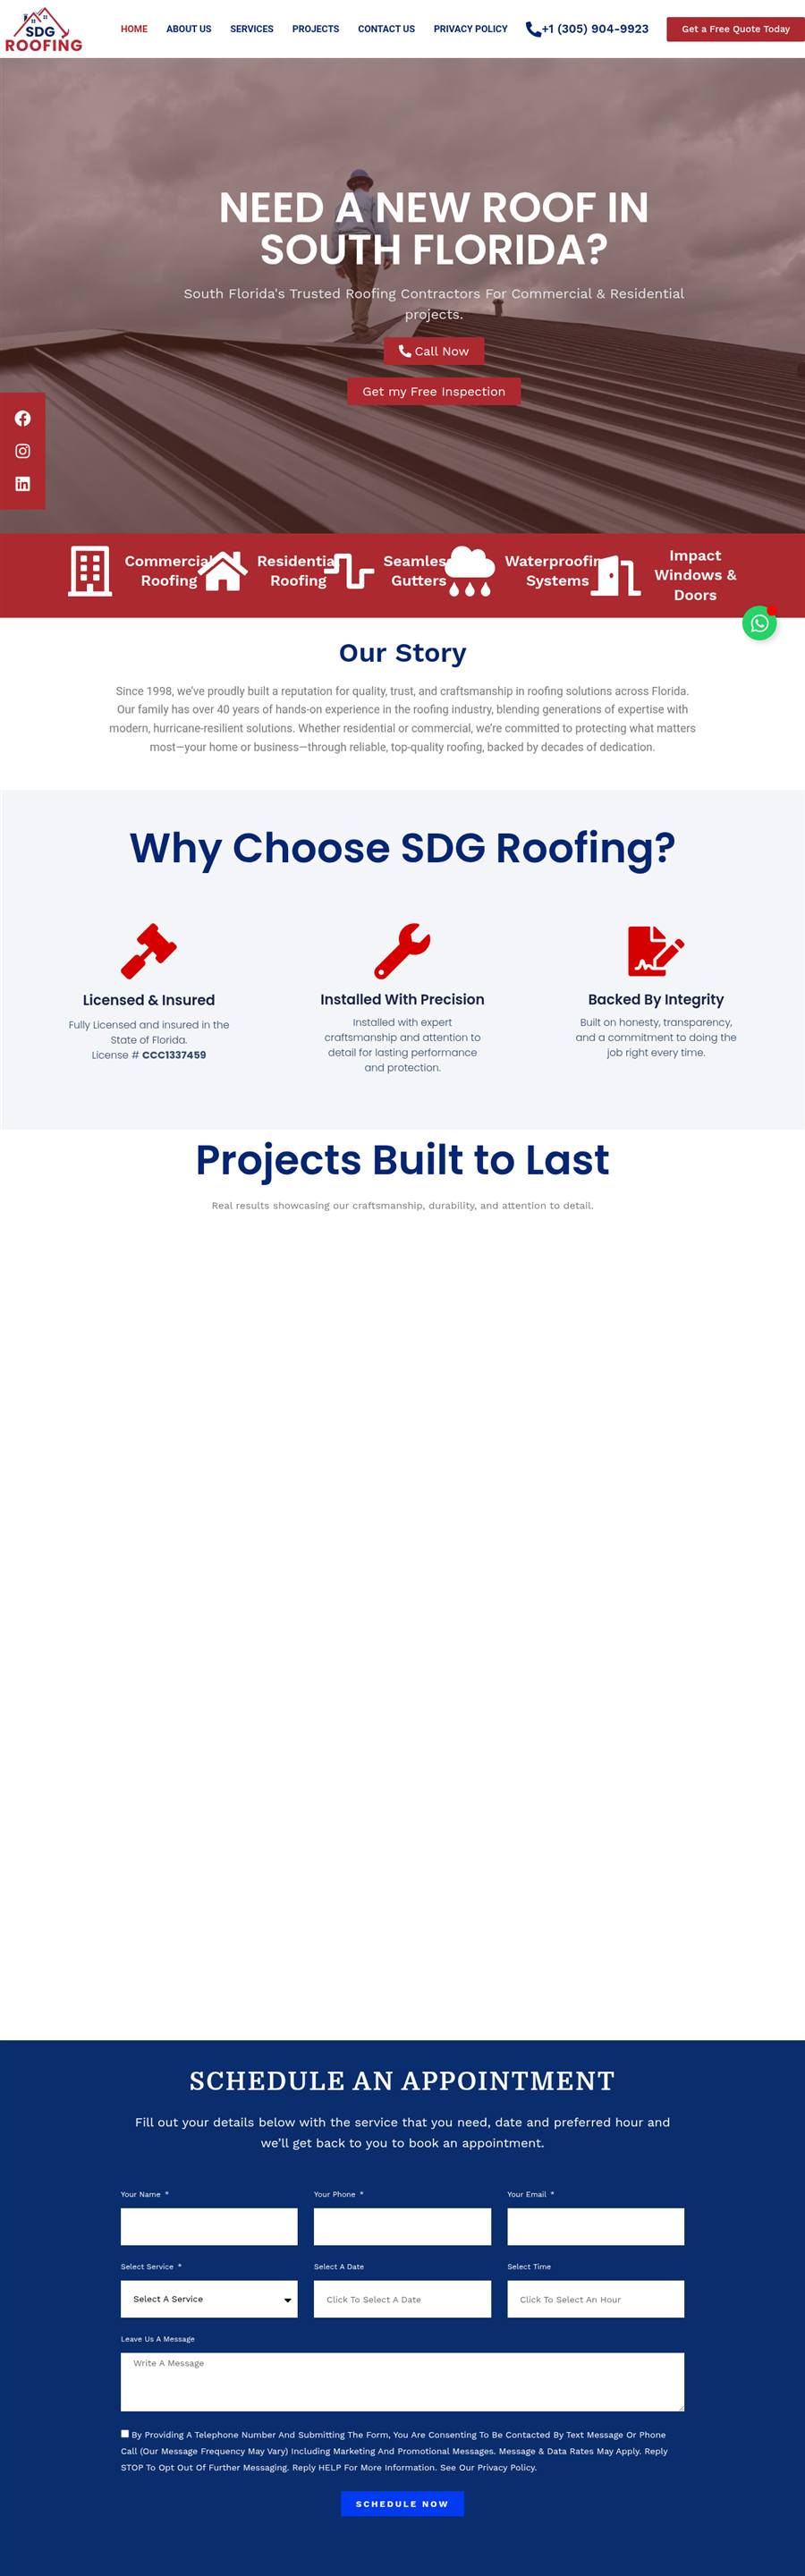 SDG
ROOFING
HOME
ABOUT US
SERVICES
PROJECTS
CONTACT US
PRIVACY POLICY
+1 (305) 904-9923
Get a Free Quote Today
NEED A NEW ROOF IN
SOUTH FLORIDA?
South Florida's Trusted Roofing Contractors For Commercial & Residential
projects.
Call Now
Get my Free Inspection
Commercial
Roofing
Residential
Roofing
Seamless
Gutters
Waterproofing
Systems
Impact
Windows &
Doors
Our Story
Since 1998, we’ve proudly built a reputation for quality, trust, and craftsmanship in roofing solutions across Florida.
Our family has over 40 years of hands-on experience in the roofing industry, blending generations of expertise with
modern, hurricane-resilient solutions. Whether residential or commercial, we’re committed to protecting what matters
most—your home or business—through reliable, top-quality roofing, backed by decades of dedication.
Why Choose SDG Roofing?
Licensed & Insured
Fully Licensed and insured in the
State of Florida.
License # CCC1337459
Installed With Precision
Installed with expert
craftsmanship and attention to
detail for lasting performance
and protection.
Backed By Integrity
Built on honesty, transparency,
and a commitment to doing the
job right every time.
Projects Built to Last
Real results showcasing our craftsmanship, durability, and attention to detail.
SCHEDULE AN APPOINTMENT
Fill out your details below with the service that you need, date and preferred hour and
we’ll get back to you to book an appointment.
Your Name *
Your Phone *
Your Email *
Select Service *
Select A Date
Select Time
Select A Service
Click To Select A Date
Click To Select An Hour
Leave Us A Message
Write A Message
By Providing A Telephone Number And Submitting The Form, You Are Consenting To Be Contacted By Text Message Or Phone
Call (Our Message Frequency May Vary) Including Marketing And Promotional Messages. Message & Data Rates May Apply. Reply
STOP To Opt Out Of Further Messaging. Reply HELP For More Information. See Our Privacy Policy.
SCHEDULE NOW